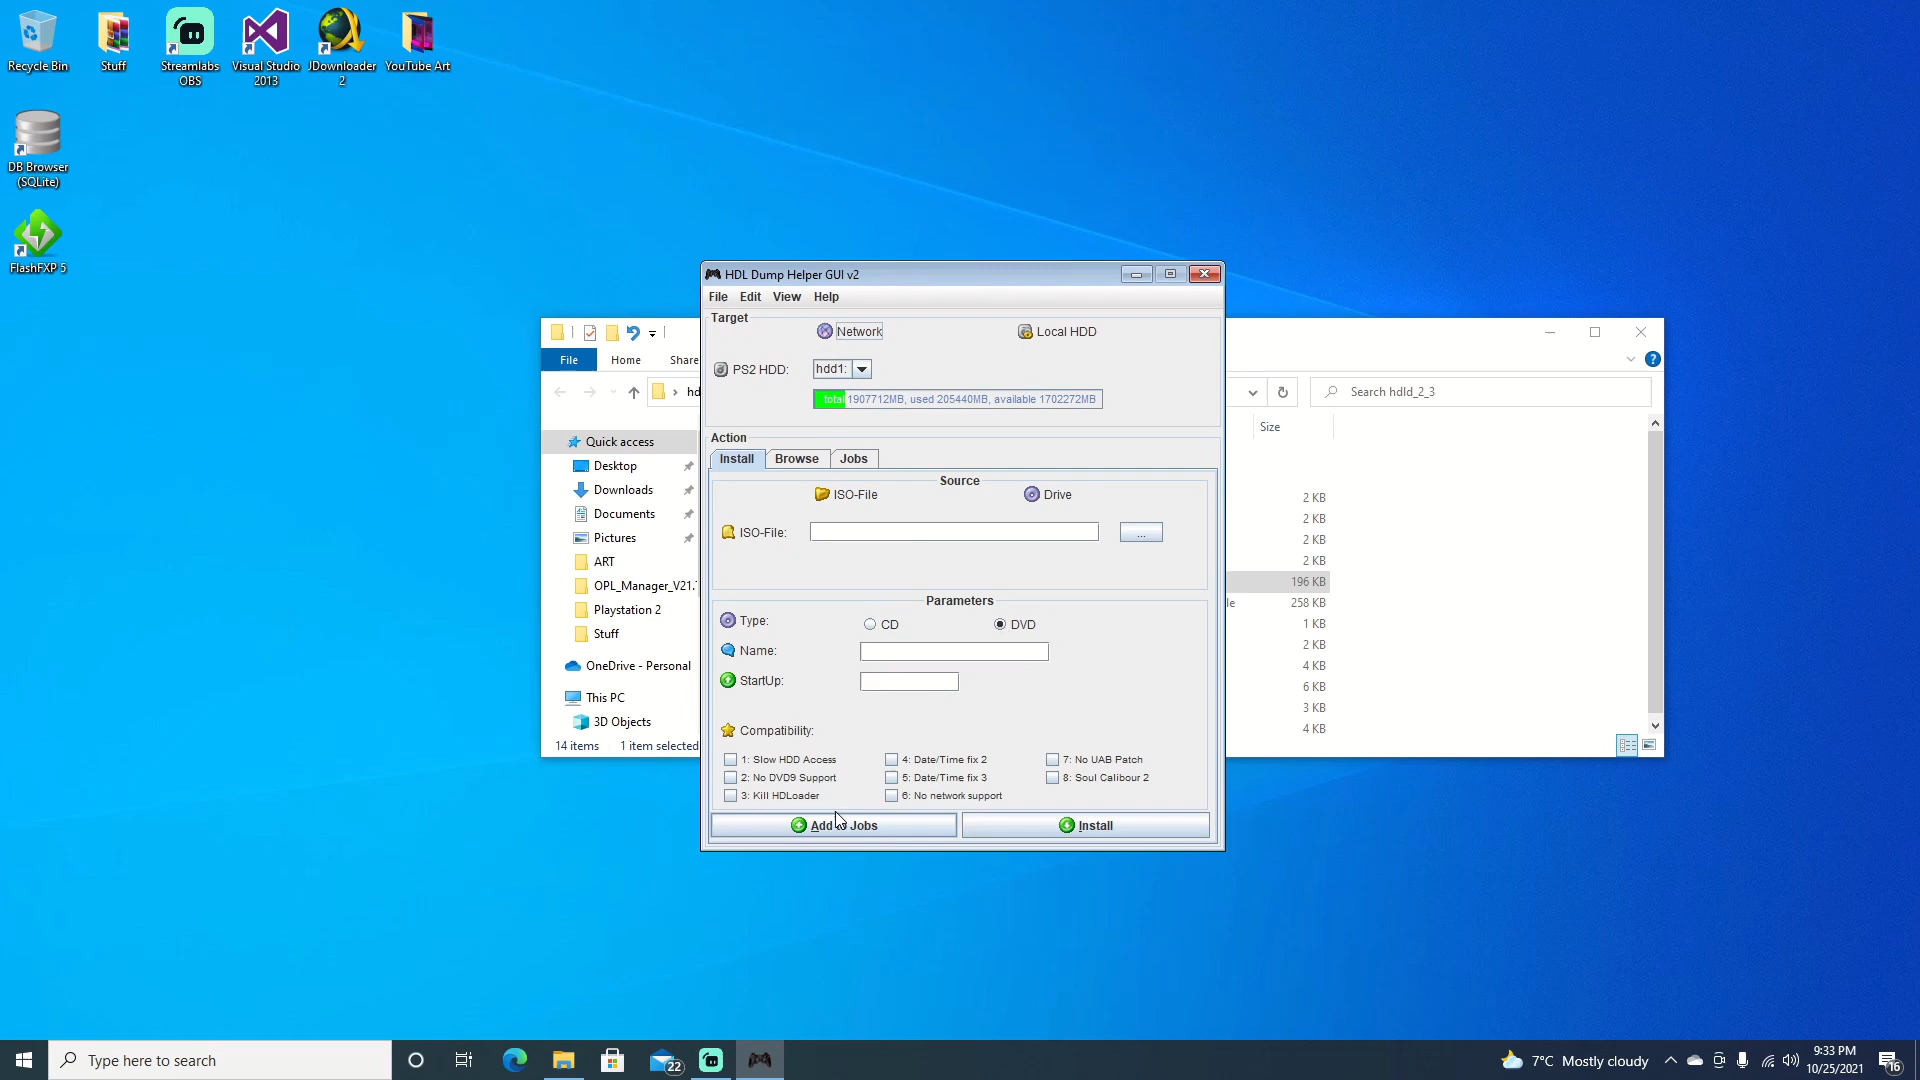 Recycle Bin
Stuff
Streamlabs
OBS
Visual Studio
2013
JDownloader
2
YouTube Art
DB Browser
(SQLite)
FlashFXP 5
HDL Dump Helper GUI v2
File Edit View Help
Target
Network
Local HDD
PS2 HDD:
hdd1:
total 1907712MB, used 205440MB, available 1702272MB
Action
Install
Browse
Jobs
Source
ISO-File
Drive
ISO-File:
...
Parameters
Type:
CD
DVD
Name:
StartUp:
Compatibility:
1: Slow HDD Access
4: Date/Time fix 2
7: No UAB Patch
2: No DVD9 Support
5: Date/Time fix 3
8: Soul Calibour 2
3: Kill HDLoader
6: No network support
Jobs
Install
File
Home
Share
Search hdld_2_3
Size
Quick access
Desktop
Downloads
Documents
Pictures
ART
OPL_Manager_V21.
Playstation 2
Stuff
OneDrive - Personal
This PC
3D Objects
14 items
1 item selected
2 KB
2 KB
2 KB
2 KB
196 KB
258 KB
1 KB
2 KB
4 KB
6 KB
3 KB
4 KB
Type here to search
22
7°C Mostly cloudy
9:33 PM
10/25/2021
16